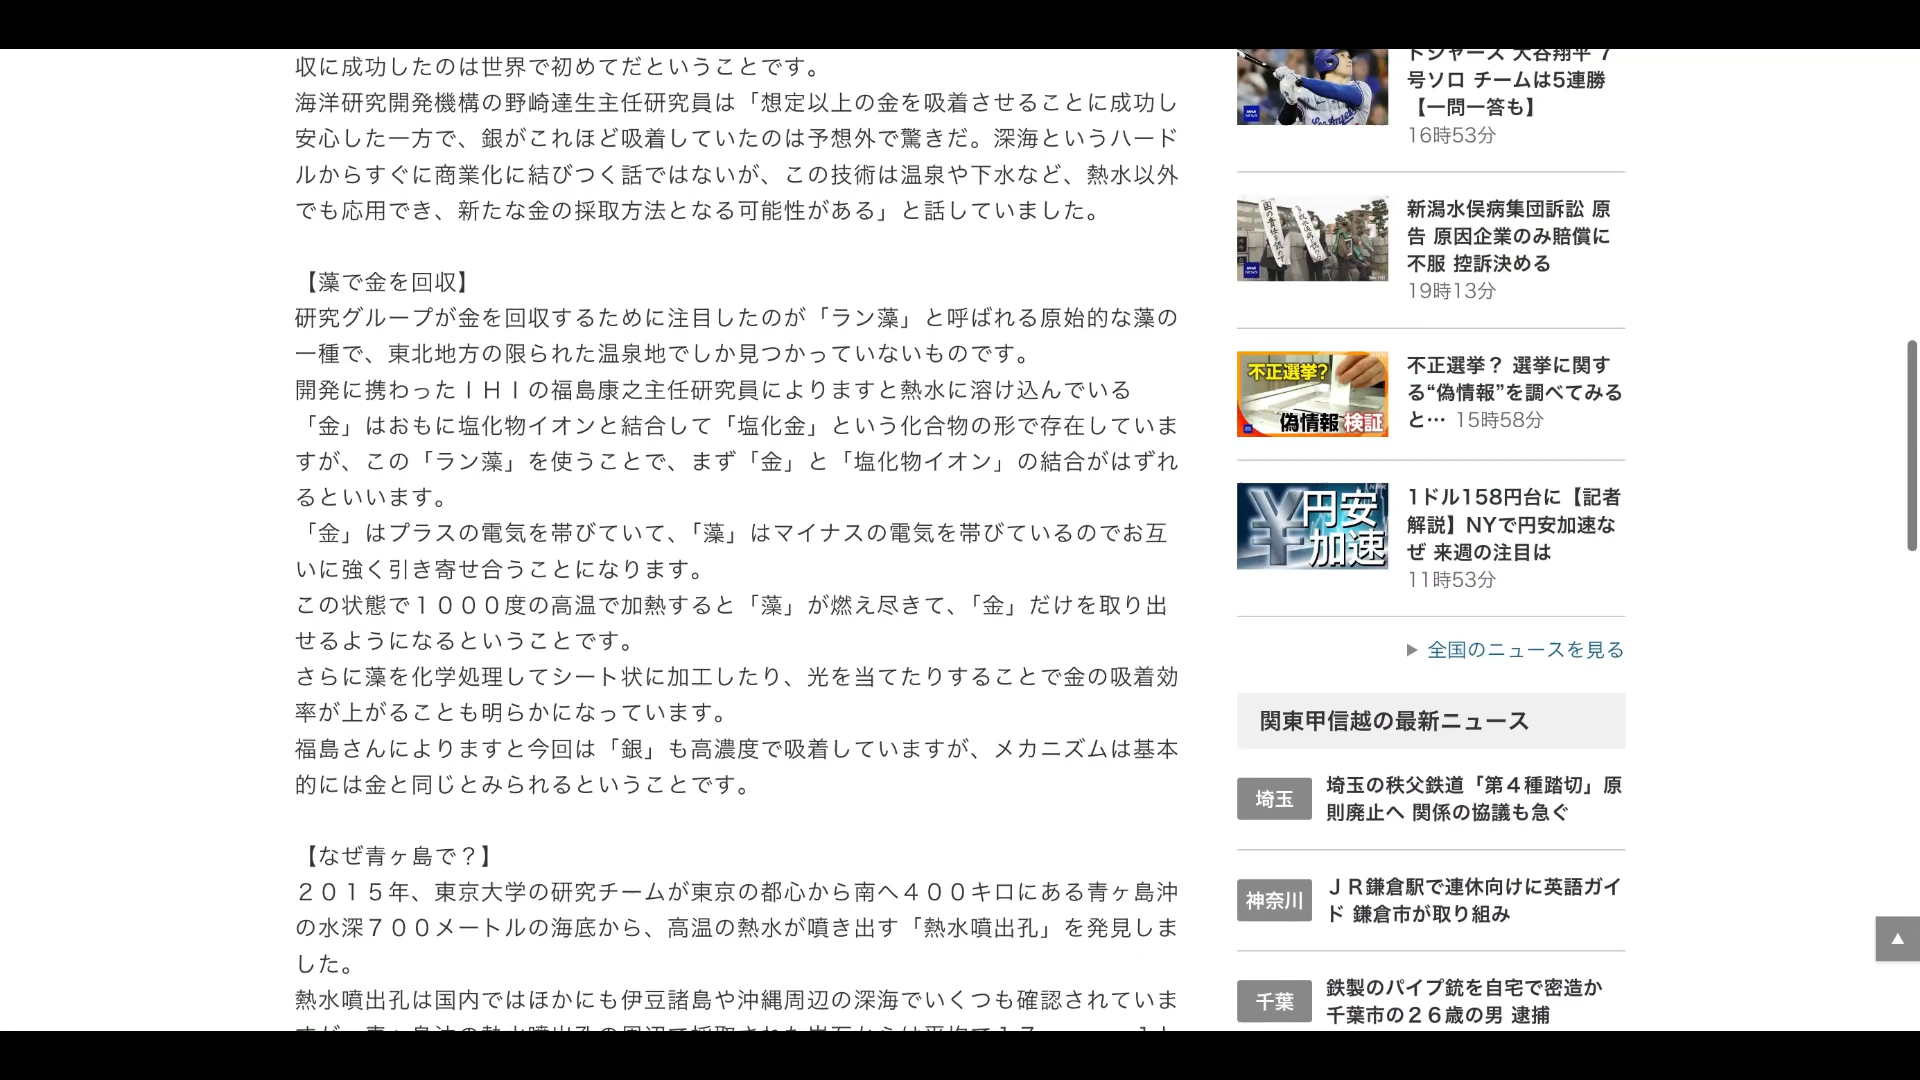 収に成功したのは世界で初めてだということです。
海洋研究開発機構の野崎達生主任研究員は「想定以上の金を吸着させることに成功し
安心した一方で、銀がこれほど吸着していたのは予想外で驚きだ。深海というハード
ルからすぐに商業化に結びつく話ではないが、この技術は温泉や下水など、熱水以外
でも応用でき、新たな金の採取方法となる可能性がある」と話していました。
【藻で金を回収】
研究グループが金を回収するために注目したのが「ラン藻」と呼ばれる原始的な藻の
一種で、東北地方の限られた温泉地でしか見つかっていないものです。
開発に携わったＩＨＩの福島康之主任研究員によりますと熱水に溶け込んでいる
「金」はおもに塩化物イオンと結合して「塩化金」という化合物の形で存在していま
すが、この「ラン藻」を使うことで、まず「金」と「塩化物イオン」の結合がはずれ
るといいます。
「金」はプラスの電気を帯びていて、「藻」はマイナスの電気を帯びているのでお互
いに強く引き寄せ合うことになります。
この状態で１０００度の高温で加熱すると「藻」が燃え尽きて、「金」だけを取り出
せるようになるということです。
さらに藻を化学処理してシート状に加工したり、光を当てたりすることで金の吸着効
率が上がることも明らかになっています。
福島さんによりますと今回は「銀」も高濃度で吸着していますが、メカニズムは基本
的には金と同じとみられるということです。
【なぜ青ヶ島で？】
２０１５年、東京大学の研究チームが東京の都心から南へ４００キロにある青ヶ島沖
の水深７００メートルの海底から、高温の熱水が噴き出す「熱水噴出孔」を発見しま
した。
熱水噴出孔は国内ではほかにも伊豆諸島や沖縄周辺の深海でいくつも確認されていま
ドジャース 大谷翔平 7
号ソロ チームは5連勝
【一問一答も】
16時53分
新潟水俣病集団訴訟 原
告 原因企業のみ賠償に
不服 控訴決める
19時13分
不正選挙?
偽情報 検証
不正選挙？ 選挙に関す
る“偽情報”を調べてみる
と… 15時58分
¥ 円安
加速
1ドル158円台に【記者
解説】NYで円安加速な
ぜ 来週の注目は
11時53分
全国のニュースを見る
関東甲信越の最新ニュース
埼玉
埼玉の秩父鉄道「第４種踏切」原
則廃止へ 関係の協議も急ぐ
神奈川
ＪＲ鎌倉駅で連休向けに英語ガイ
ド 鎌倉市が取り組み
千葉
鉄製のパイプ銃を自宅で密造か
千葉市の２６歳の男 逮捕